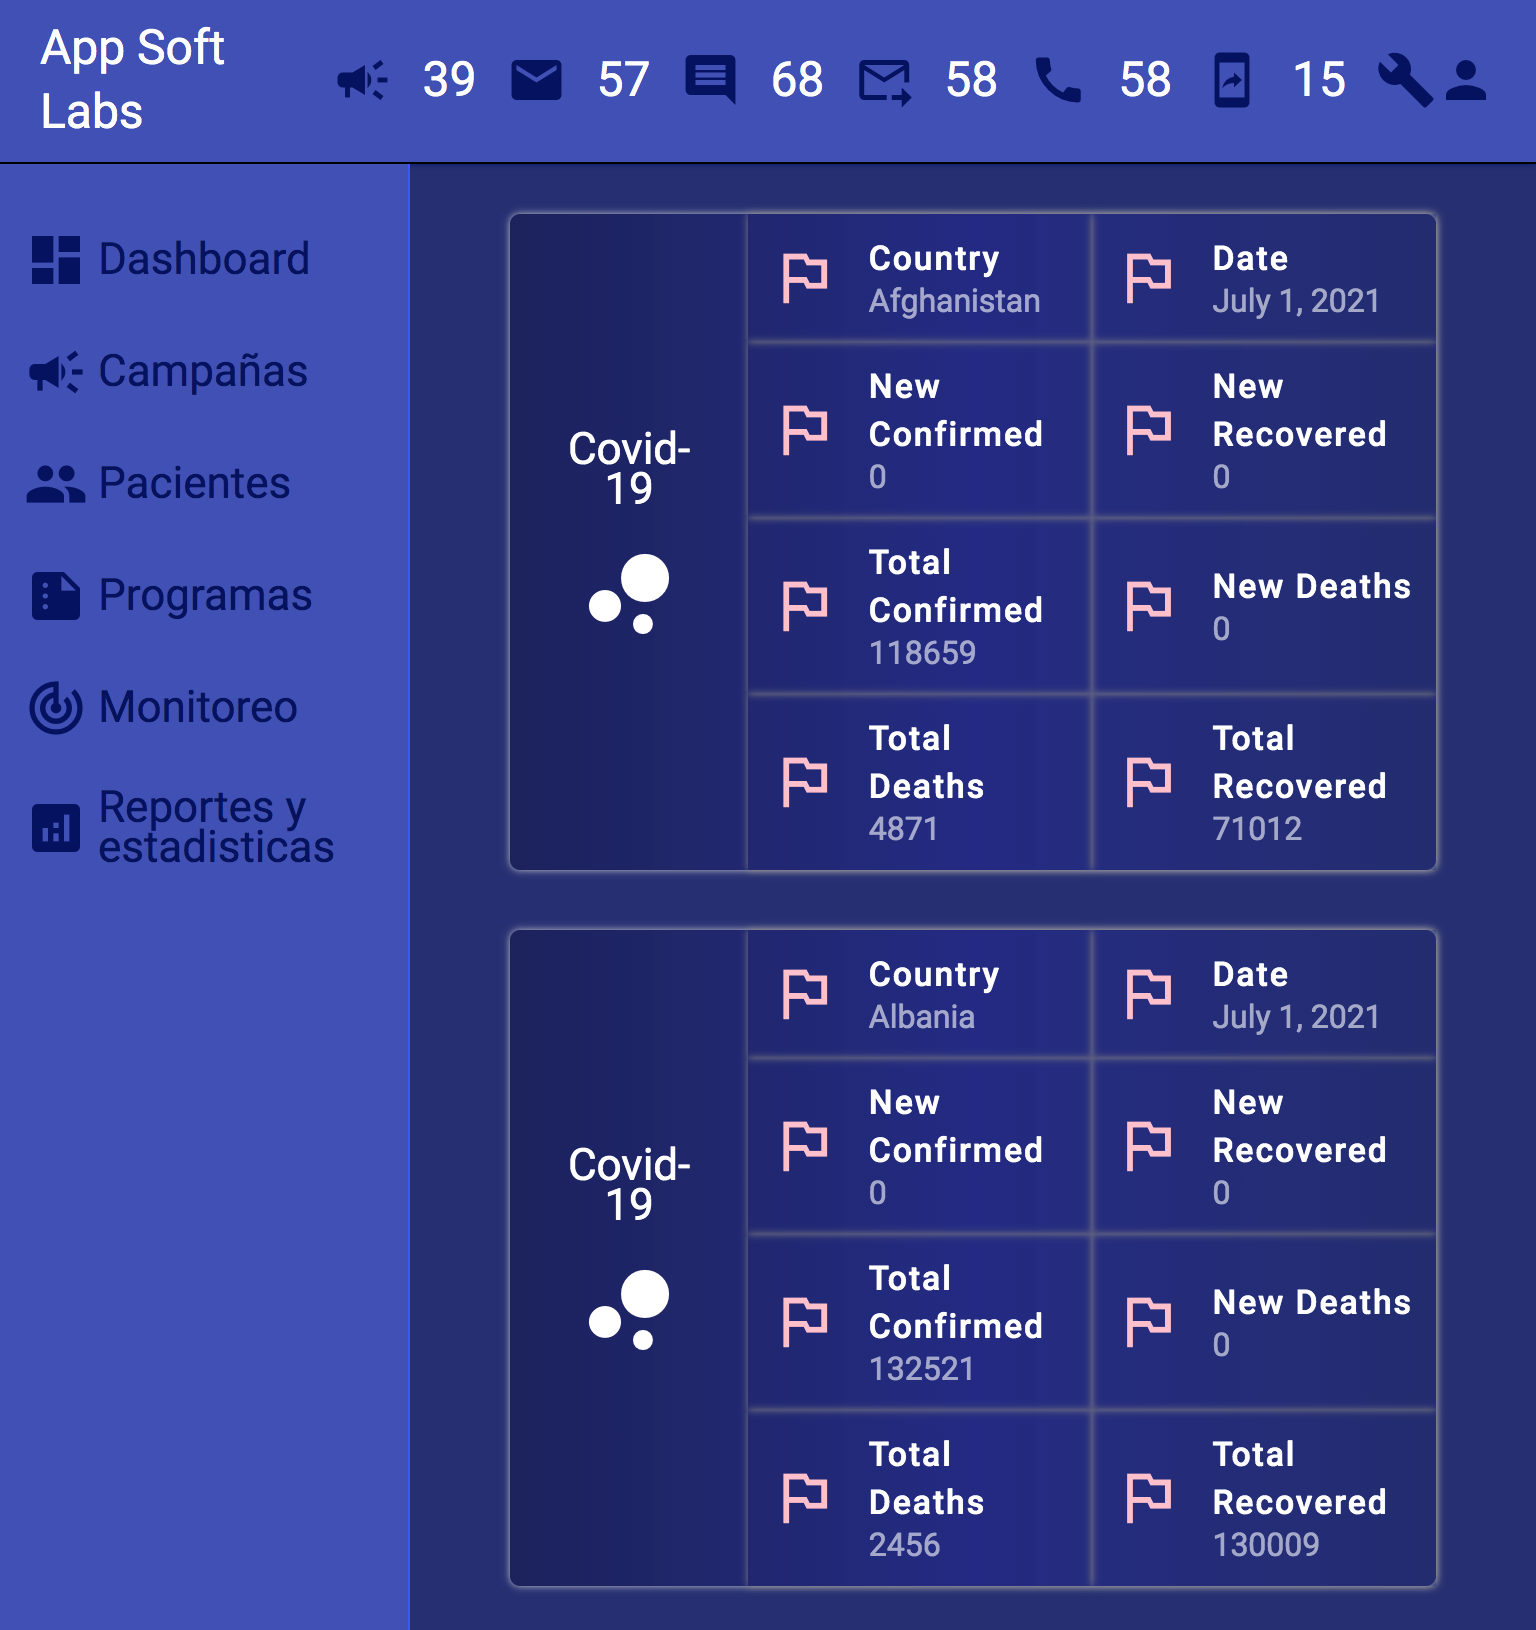 App Soft
Labs
39 57 68 58 58 15
Dashboard
Campañas
Pacientes
Programas
Monitoreo
Reportes y
estadisticas
Covid-
19
Country
Afghanistan
Date
July 1, 2021
New
Confirmed
0
New
Recovered
0
Total
Confirmed
118659
New Deaths
0
Total
Deaths
4871
Total
Recovered
71012
Covid-
19
Country
Albania
Date
July 1, 2021
New
Confirmed
0
New
Recovered
0
Total
Confirmed
132521
New Deaths
0
Total
Deaths
2456
Total
Recovered
130009